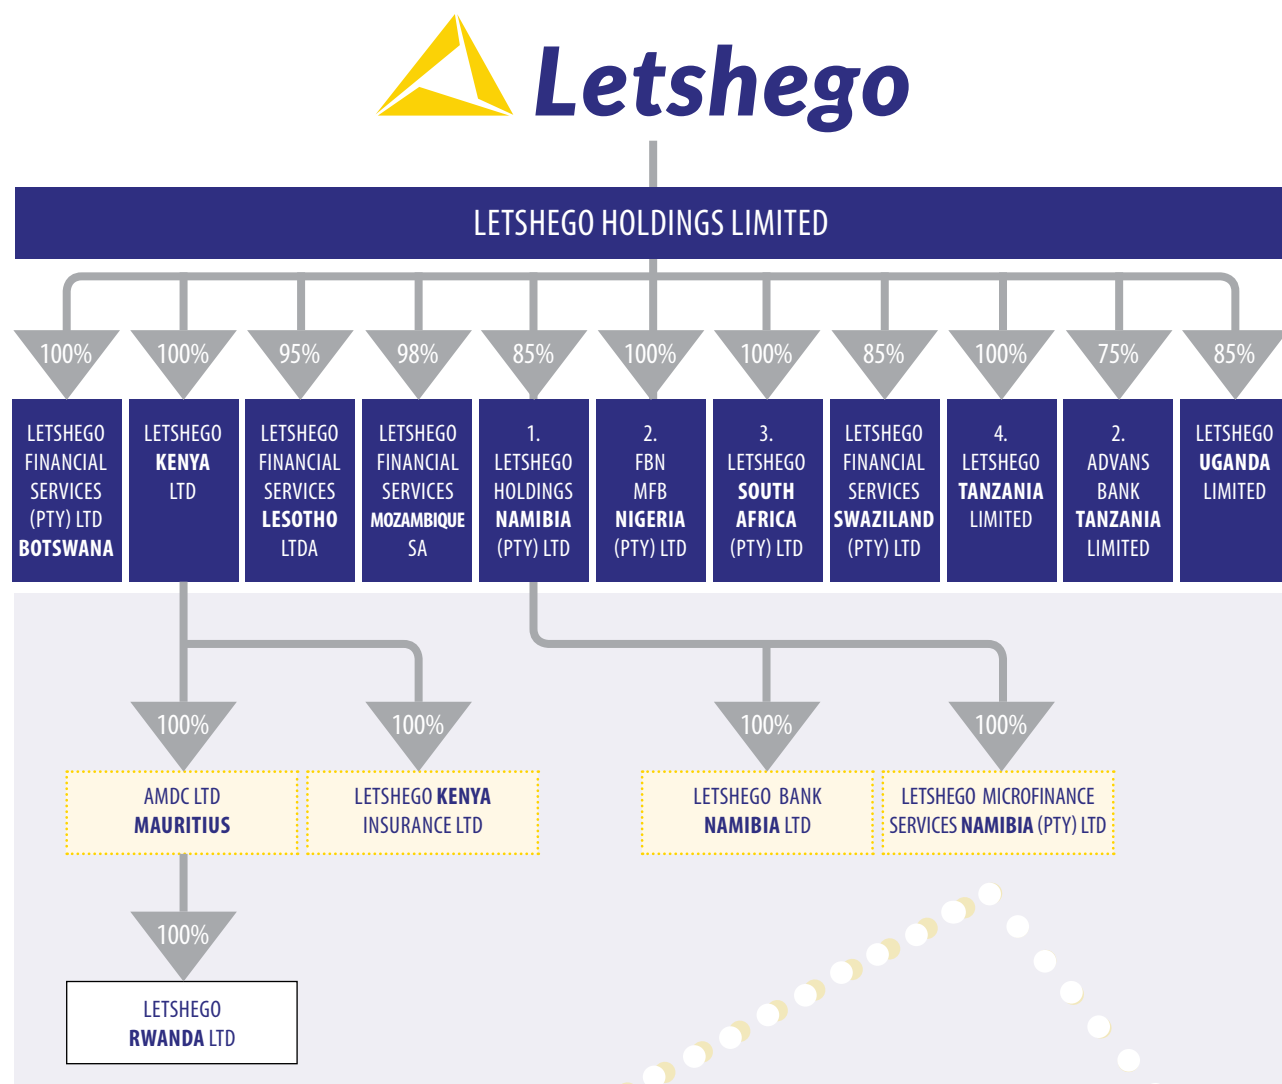 Letshego
LETSHEGO HOLDINGS LIMITED
100%
100%
95%
98%
85%
100%
100%
85%
100%
75%
85%
LETSHEGO
FINANCIAL
SERVICES
(PTY) LTD
BOTSWANA
LETSHEGO
KENYA
LTD
LETSHEGO
FINANCIAL
SERVICES
LESOTHO
LTDA
LETSHEGO
FINANCIAL
SERVICES
MOZAMBIQUE
SA
1.
LETSHEGO
HOLDINGS
NAMIBIA
(PTY) LTD
2.
FBN
MFB
NIGERIA
(PTY) LTD
3.
LETSHEGO
SOUTH
AFRICA
(PTY) LTD
LETSHEGO
FINANCIAL
SERVICES
SWAZILAND
(PTY) LTD
4.
LETSHEGO
TANZANIA
LIMITED
2.
ADVANS
BANK
TANZANIA
LIMITED
LETSHEGO
UGANDA
LIMITED
100%
100%
100%
100%
AMDC LTD
MAURITIUS
LETSHEGO KENYA
INSURANCE LTD
LETSHEGO BANK
NAMIBIA LTD
LETSHEGO MICROFINANCE
SERVICES NAMIBIA (PTY) LTD
100%
LETSHEGO
RWANDA LTD